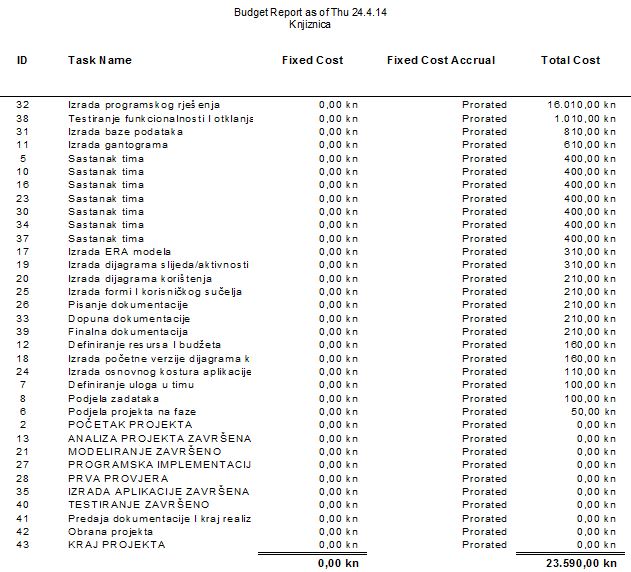 Budget Report as of Thu 24.4.14
Knjiznica
ID Task Name Fixed Cost Fixed Cost Accrual Total Cost
32 Izrada programskog rješenja 0,00 kn Prorated 16.010,00 kn
38 Testiranje funkcionalnosti I otklanja 0,00 kn Prorated 1.010,00 kn
31 Izrada baze podataka 0,00 kn Prorated 810,00 kn
11 Izrada gantograma 0,00 kn Prorated 610,00 kn
5 Sastanak tima 0,00 kn Prorated 400,00 kn
10 Sastanak tima 0,00 kn Prorated 400,00 kn
16 Sastanak tima 0,00 kn Prorated 400,00 kn
23 Sastanak tima 0,00 kn Prorated 400,00 kn
30 Sastanak tima 0,00 kn Prorated 400,00 kn
34 Sastanak tima 0,00 kn Prorated 400,00 kn
37 Sastanak tima 0,00 kn Prorated 400,00 kn
17 Izrada ERA modela 0,00 kn Prorated 310,00 kn
19 Izrada dijagrama slijeda/aktivnosti 0,00 kn Prorated 310,00 kn
20 Izrada dijagrama korištenja 0,00 kn Prorated 210,00 kn
25 Izrada formi I korisničkog sučelja 0,00 kn Prorated 210,00 kn
26 Pisanje dokumentacije 0,00 kn Prorated 210,00 kn
33 Dopuna dokumentacije 0,00 kn Prorated 210,00 kn
39 Finalna dokumentacija 0,00 kn Prorated 210,00 kn
12 Definiranje resursa I budžeta 0,00 kn Prorated 160,00 kn
18 Izrada početne verzije dijagrama k 0,00 kn Prorated 160,00 kn
24 Izrada osnovnog kostura aplikacije 0,00 kn Prorated 110,00 kn
7 Definiranje uloga u timu 0,00 kn Prorated 100,00 kn
8 Podjela zadataka 0,00 kn Prorated 100,00 kn
6 Podjela projekta na faze 0,00 kn Prorated 50,00 kn
2 POČETAK PROJEKTA 0,00 kn Prorated 0,00 kn
13 ANALIZA PROJEKTA ZAVRŠENA 0,00 kn Prorated 0,00 kn
21 MODELIRANJE ZAVRŠENO 0,00 kn Prorated 0,00 kn
27 PROGRAMSKA IMPLEMENTACIJ 0,00 kn Prorated 0,00 kn
28 PRVA PROVJERA 0,00 kn Prorated 0,00 kn
35 IZRADA APLIKACIJE ZAVRŠENA 0,00 kn Prorated 0,00 kn
40 TESTIRANJE ZAVRŠENO 0,00 kn Prorated 0,00 kn
41 Predaja dokumentacije I kraj realiz 0,00 kn Prorated 0,00 kn
42 Obrana projekta 0,00 kn Prorated 0,00 kn
43 KRAJ PROJEKTA 0,00 kn Prorated 0,00 kn
0,00 kn 23.590,00 kn